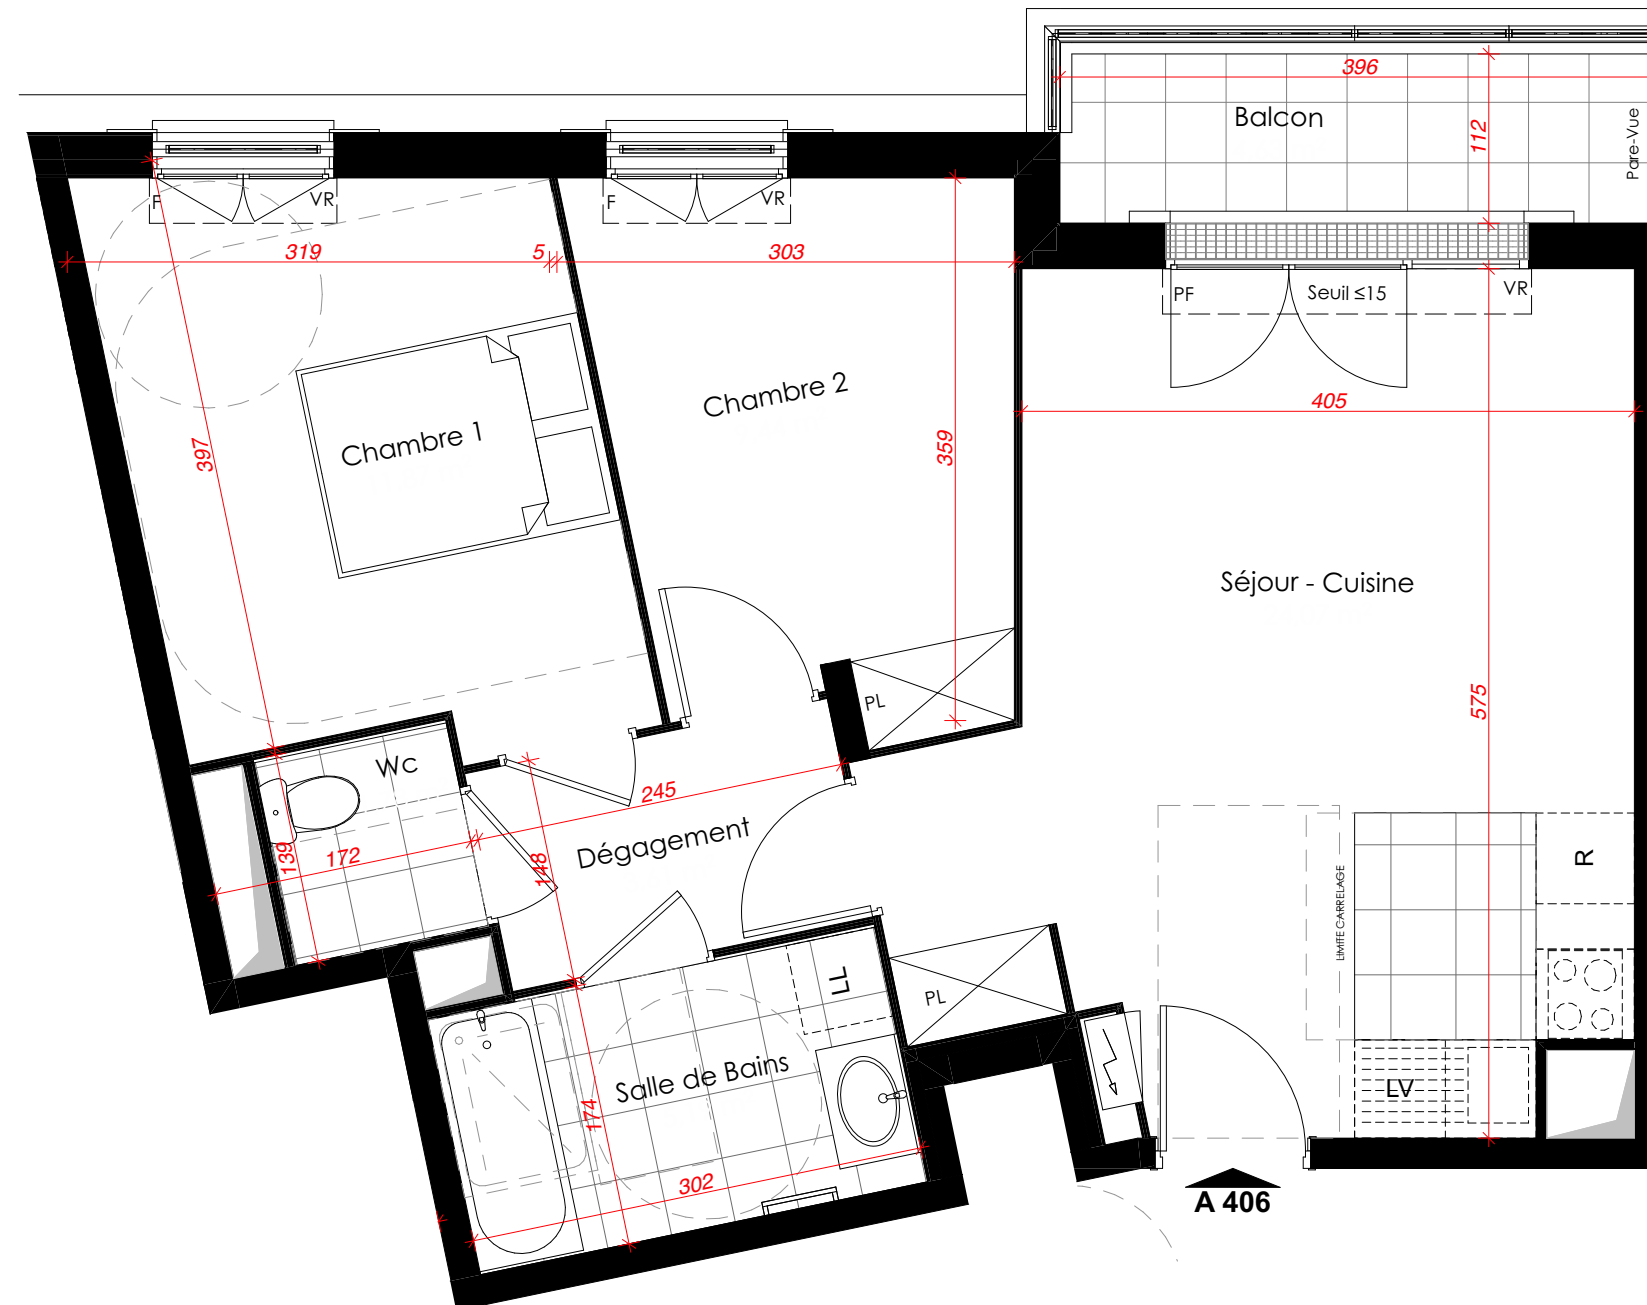 396
Balcon
112
Pare-Vue
F
VR
F
VR
319
5
303
PF
Seuil ≤15
VR
405
Chambre 1
Chambre 2
397
359
Séjour - Cuisine
575
PL
Wc
245
139
172
148
Dégagement
LIMITE CARRELAGE
R
LL
PL
Salle de Bains
174
302
LV
A 406